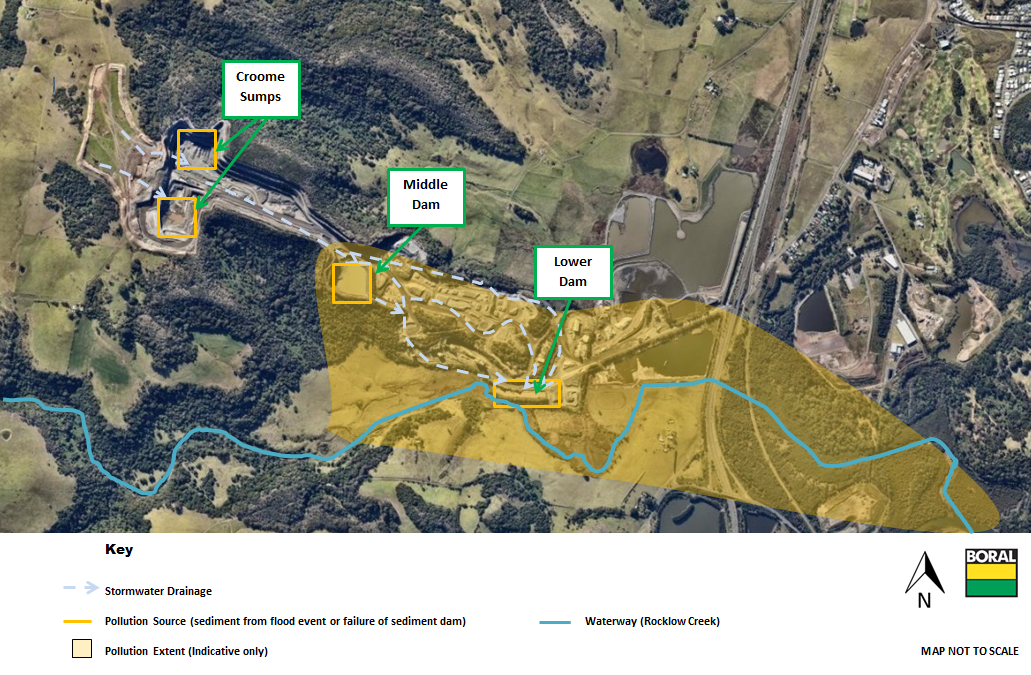 Croome
Sumps
Middle
Dam
Lower
Dam
Key
Stormwater Drainage
Pollution Source (sediment from flood event or failure of sediment dam)
Waterway (Rocklow Creek)
Pollution Extent (Indicative only)
N
BORAL
MAP NOT TO SCALE